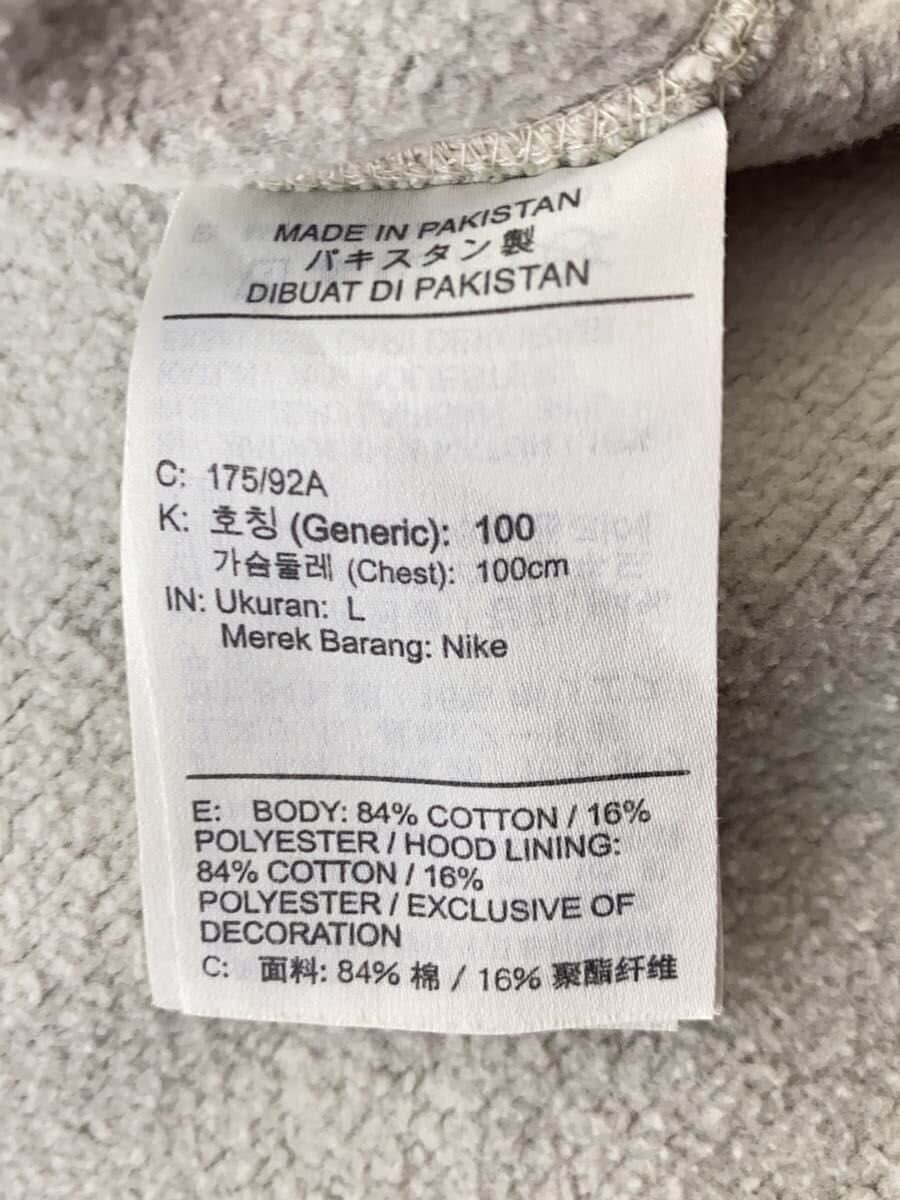 MADE IN PAKISTAN
パキスタン製
DIBUAT DI PAKISTAN
C: 175/92A
K: 호칭 (Generic): 100
가슴둘레 (Chest): 100cm
IN: Ukuran: L
Merek Barang: Nike
E: BODY: 84% COTTON / 16%
POLYESTER / HOOD LINING:
84% COTTON / 16%
POLYESTER / EXCLUSIVE OF
DECORATION
C: 面料: 84% 棉 / 16% 聚酯纤维